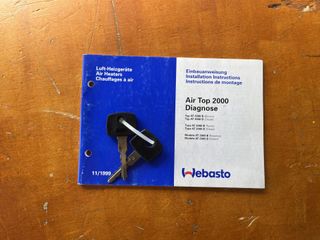 Luft-Heizgeräte
Air Heaters
Chauffages à air
11/1999
Einbauanweisung
Installation Instructions
Instructions de montage
Air Top 2000
Diagnose
Webasto